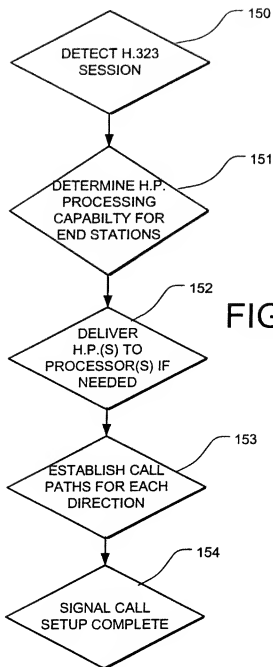 150
DETECT H.323
SESSION
151
DETERMINE H.P.
PROCESSING
CAPABILTY FOR
END STATIONS
152
DELIVER
H.P.(S) TO
PROCESSOR(S) IF
NEEDED
FIG
153
ESTABLISH CALL
PATHS FOR EACH
DIRECTION
154
SIGNAL CALL
SETUP COMPLETE